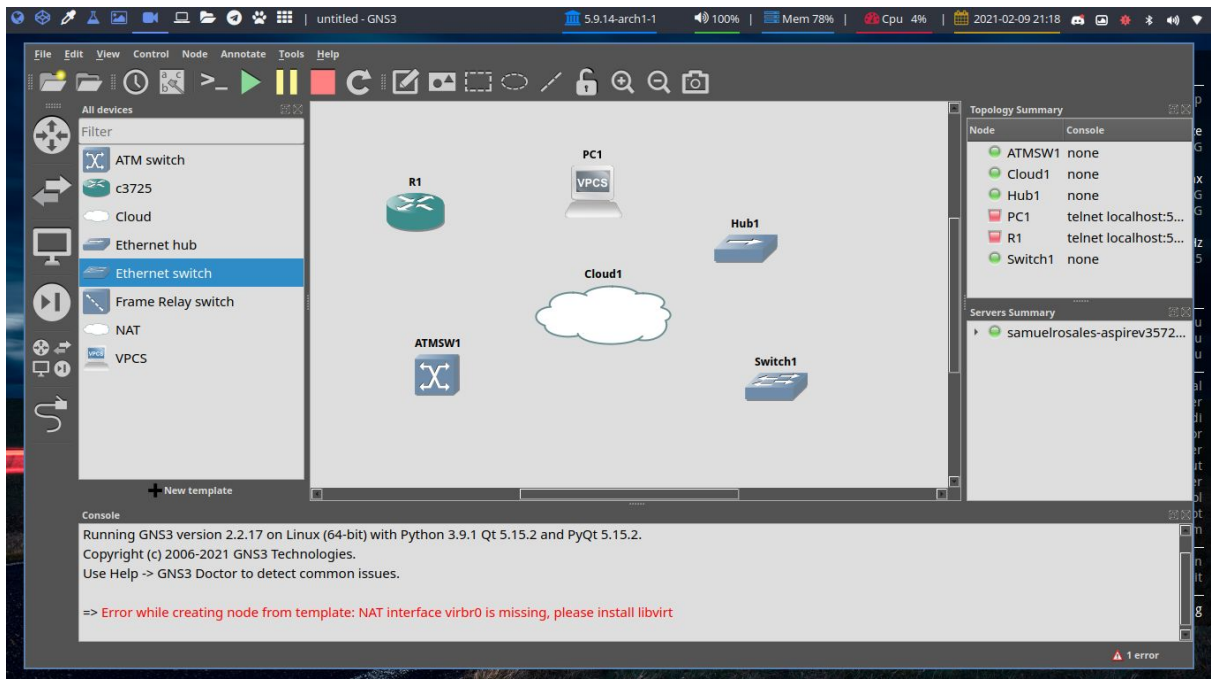 untitled - GNS3
5.9.14-arch1-1
100%
Mem 78%
Cpu 4%
2021-02-09 21:18
File Edit View Control Node Annotate Tools Help
All devices
Filter
ATM switch
c3725
Cloud
Ethernet hub
Ethernet switch
Frame Relay switch
NAT
VPCS
New template
R1
PC1
VPCS
Hub1
Cloud1
ATMSW1
Switch1
Topology Summary
Node Console
ATMSW1 none
Cloud1 none
Hub1 none
PC1 telnet localhost:5...
R1 telnet localhost:5...
Switch1 none
Servers Summary
samuelrosales-aspirev3572...
Console
Running GNS3 version 2.2.17 on Linux (64-bit) with Python 3.9.1 Qt 5.15.2 and PyQt 5.15.2.
Copyright (c) 2006-2021 GNS3 Technologies.
Use Help -> GNS3 Doctor to detect common issues.
=> Error while creating node from template: NAT interface virbr0 is missing, please install libvirt
1 error